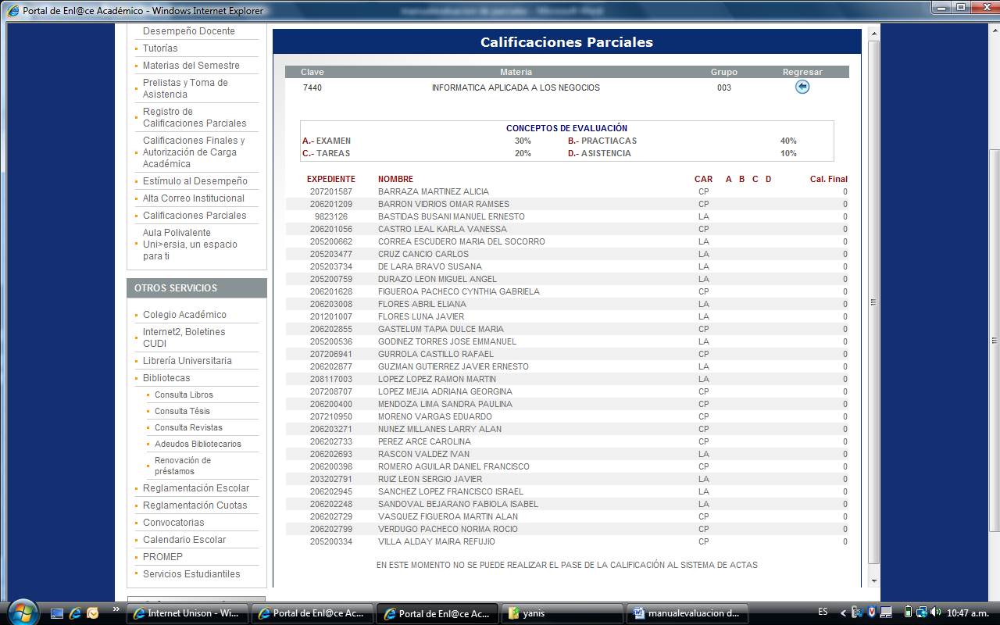 Portal de Enl@ce Académico - Windows Internet Explorer
Desempeño Docente
Tutorías
Materias del Semestre
Prelistas y Toma de
Asistencia
Registro de
Calificaciones Parciales
Calificaciones Finales y
Autorización de Carga
Académica
Estímulo al Desempeño
Alta Correo Institucional
Calificaciones Parciales
Aula Polivalente
Uni>ersia, un espacio
para ti
OTROS SERVICIOS
Colegio Académico
Internet2, Boletines
CUDI
Librería Universitaria
Bibliotecas
Consulta Libros
Consulta Tésis
Consulta Revistas
Adeudos Bibliotecarios
Renovación de
préstamos
Reglamentación Escolar
Reglamentación Cuotas
Convocatorias
Calendario Escolar
PROMEP
Servicios Estudiantiles
Calificaciones Parciales
Clave Materia Grupo Regresar
7440 INFORMATICA APLICADA A LOS NEGOCIOS 003
CONCEPTOS DE EVALUACIÓN
A.- EXAMEN 30% B.- PRACTIACAS 40%
C.- TAREAS 20% D.- ASISTENCIA 10%
EXPEDIENTE NOMBRE CAR A B C D Cal. Final
207201587 BARRAZA MARTINEZ ALICIA CP 0
206201209 BARRON VIDRIOS OMAR RAMSES CP 0
9823126 BASTIDAS BUSANI MANUEL ERNESTO LA 0
206201056 CASTRO LEAL KARLA VANESSA CP 0
205200662 CORREA ESCUDERO MARIA DEL SOCORRO LA 0
205203477 CRUZ CANCIO CARLOS LA 0
205203734 DE LARA BRAVO SUSANA LA 0
205200759 DURAZO LEON MIGUEL ANGEL LA 0
206201628 FIGUEROA PACHECO CYNTHIA GABRIELA CP 0
206203008 FLORES ABRIL ELIANA LA 0
201201007 FLORES LUNA JAVIER LA 0
206202855 GASTELUM TAPIA DULCE MARIA CP 0
205200536 GODINEZ TORRES JOSE EMMANUEL LA 0
207206941 GURROLA CASTILLO RAFAEL CP 0
206202877 GUZMAN GUTIERREZ JAVIER ERNESTO LA 0
208117003 LOPEZ LOPEZ RAMON MARTIN LA 0
207208707 LOPEZ MEJIA ADRIANA GEORGINA CP 0
206200400 MENDOZA LIMA SANDRA PAULINA CP 0
207210950 MORENO VARGAS EDUARDO CP 0
206203271 NUNEZ MILLANES LARRY ALAN CP 0
206202733 PEREZ ARCE CAROLINA CP 0
206202693 RASCON VALDEZ IVAN LA 0
206200398 ROMERO AGUILAR DANIEL FRANCISCO CP 0
203202791 RUIZ LEON SERGIO JAVIER LA 0
206202945 SANCHEZ LOPEZ FRANCISCO ISRAEL LA 0
206202248 SANDOVAL BEJARANO FABIOLA ISABEL LA 0
206202729 VASQUEZ FIGUEROA MARTIN ALAN CP 0
206202799 VERDUGO PACHECO NORMA ROCIO CP 0
205200334 VILLA ALDAY MAIRA REFUJIO CP 0
EN ESTE MOMENTO NO SE PUEDE REALIZAR EL PASE DE LA CALIFICACIÓN AL SISTEMA DE ACTAS
Internet Unison - Wi... Portal de Enl@ce Ac... Portal de Enl@ce Ac... yanis manualevaluacion d... ES 10:47 a.m.